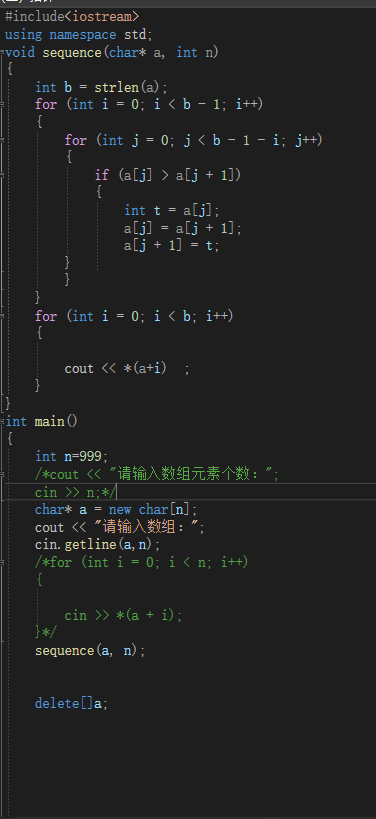 #include<iostream>
using namespace std;
void sequence(char* a, int n)
{
    int b = strlen(a);
    for (int i = 0; i < b - 1; i++)
    {
        for (int j = 0; j < b - 1 - i; j++)
        {
            if (a[j] > a[j + 1])
            {
                int t = a[j];
                a[j] = a[j + 1];
                a[j + 1] = t;
        }
        }
    }
    for (int i = 0; i < b; i++)
    {
        cout << *(a+i)  ;
    }
}
int main()
{
    int n=999;
    /*cout << "请输入数组元素个数：";
    cin >> n;*/
    char* a = new char[n];
    cout << "请输入数组：";
    cin.getline(a,n);
    /*for (int i = 0; i < n; i++)
    {
        cin >> *(a + i);
    }*/
    sequence(a, n);
    delete[]a;